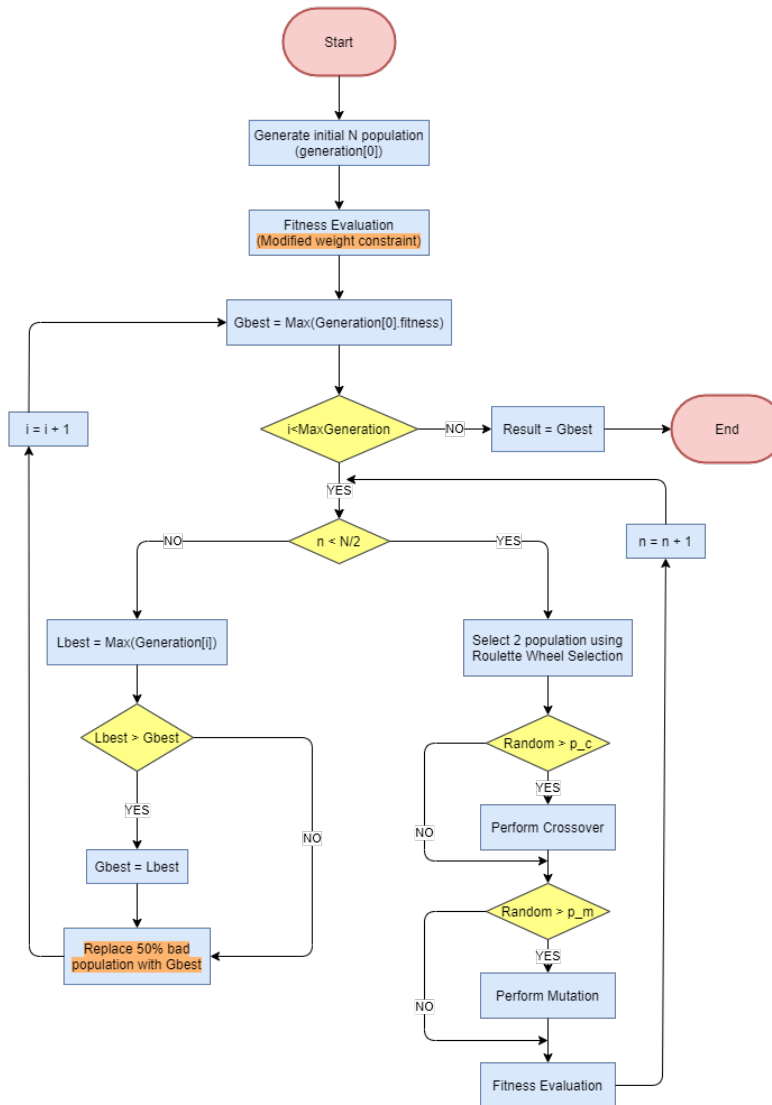 Start
Generate initial N population
(generation[0])
Fitness Evaluation
(Modified weight constraint)
Gbest = Max(Generation[0].fitness)
i = i + 1
i<MaxGeneration
NO
Result = Gbest
End
YES
n < N/2
NO
YES
n = n + 1
Lbest = Max(Generation[i])
Select 2 population using
Roulette Wheel Selection
Lbest > Gbest
Random > p_c
YES
NO
YES
NO
Perform Crossover
Gbest = Lbest
Random > p_m
Replace 50% bad
population with Gbest
YES
NO
Perform Mutation
Fitness Evaluation